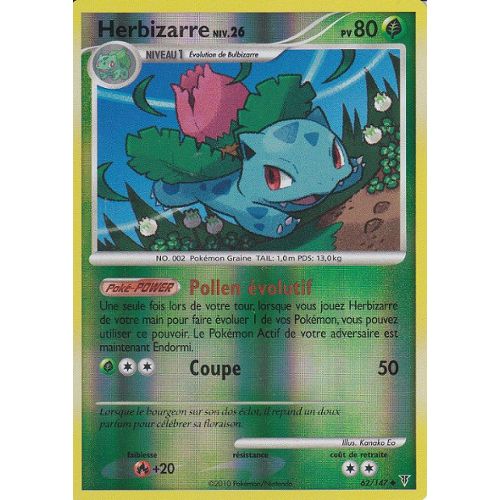 Herbizarre NIV.26 PV 80
NIVEAU 1 Évolution de Bulbizarre
NO. 002 Pokémon Graine TAIL: 1,0m PDS: 13,0kg
Poké-POWER Pollen évolutif
Une seule fois lors de votre tour, lorsque vous jouez Herbizarre
de votre main pour faire évoluer 1 de vos Pokémon, vous pouvez
utiliser ce pouvoir. Le Pokémon Actif de votre adversaire est
maintenant Endormi.
Coupe 50
Lorsque le bourgeon sur son dos éclot, il répand un doux
parfum pour célébrer sa floraison.
Illus. Kanako Eo
faiblesse résistance coût de retraite
+20
©2010 Pokémon/Nintendo 62/147